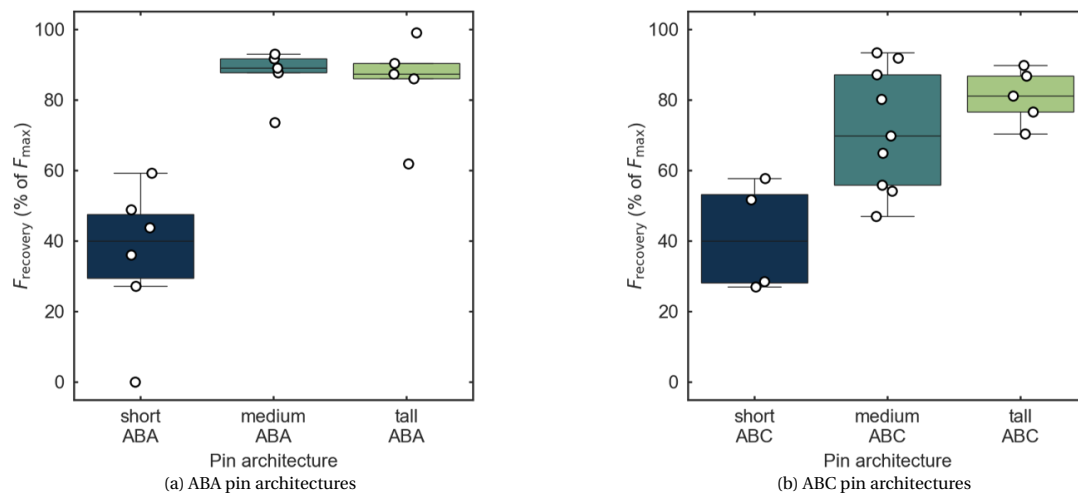 100
80
60
40
20
0
F_recovery (% of F_max)
short
ABA
medium
ABA
tall
ABA
Pin architecture
(a) ABA pin architectures
100
80
60
40
20
0
F_recovery (% of F_max)
short
ABC
medium
ABC
tall
ABC
Pin architecture
(b) ABC pin architectures